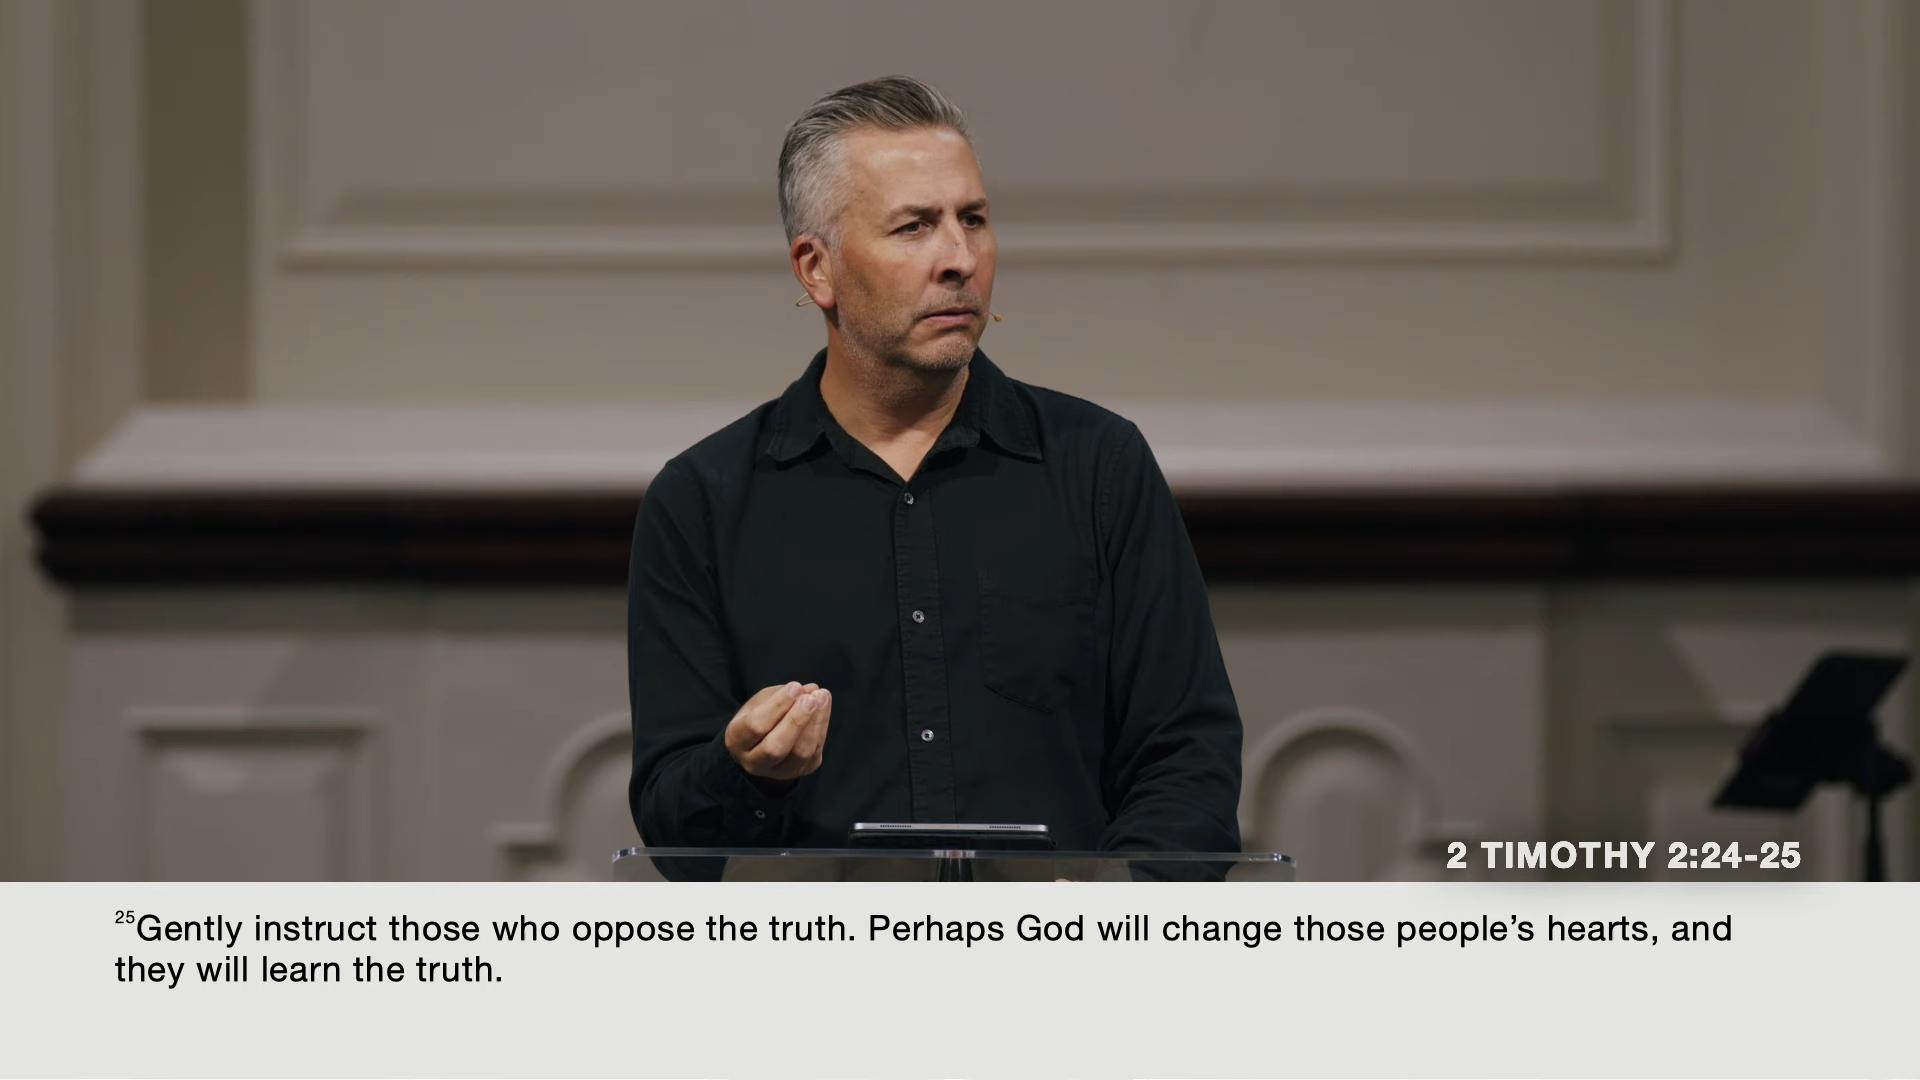 2 TIMOTHY 2:24-25
25Gently instruct those who oppose the truth. Perhaps God will change those people’s hearts, and
they will learn the truth.